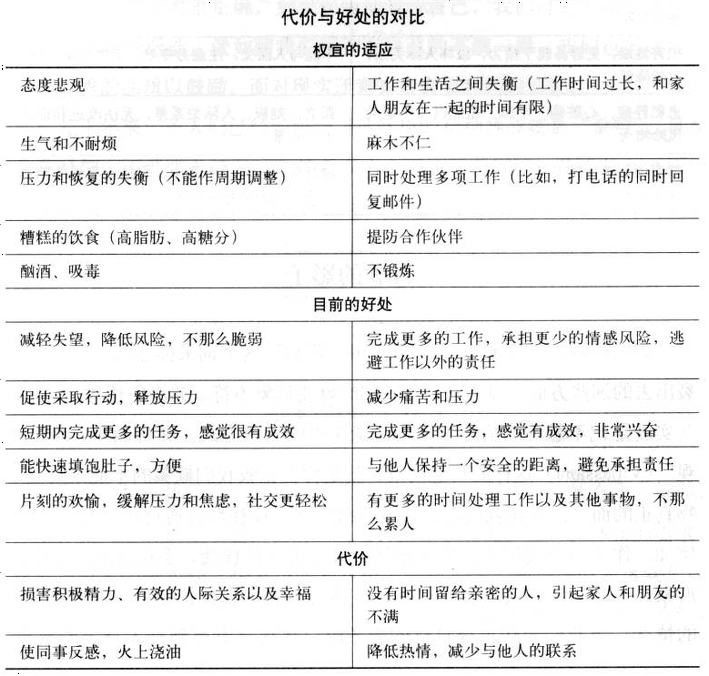 代价与好处的对比
权宜的适应
态度悲观
工作和生活之间失衡（工作时间过长，和家
人朋友在一起的时间有限）
生气和不耐烦
麻木不仁
压力和恢复的失衡（不能作周期调整）
同时处理多项工作（比如，打电话的同时回
复邮件）
糟糕的饮食（高脂肪、高糖分）
提防合作伙伴
酗酒、吸毒
不锻炼
目前的好处
减轻失望，降低风险，不那么脆弱
完成更多的工作，承担更少的情感风险，逃
避工作以外的责任
促使采取行动，释放压力
减少痛苦和压力
短期内完成更多的任务，感觉很有成效
完成更多的任务，感觉有成效，非常兴奋
能快速填饱肚子，方便
与他人保持一个安全的距离，避免承担责任
片刻的欢愉，缓解压力和焦虑，社交更轻松
有更多的时间处理工作以及其他事物，不那
么累人
代价
损害积极精力、有效的人际关系以及幸福
没有时间留给亲密的人，引起家人和朋友的
不满
使同事反感，火上浇油
降低热情，减少与他人的联系